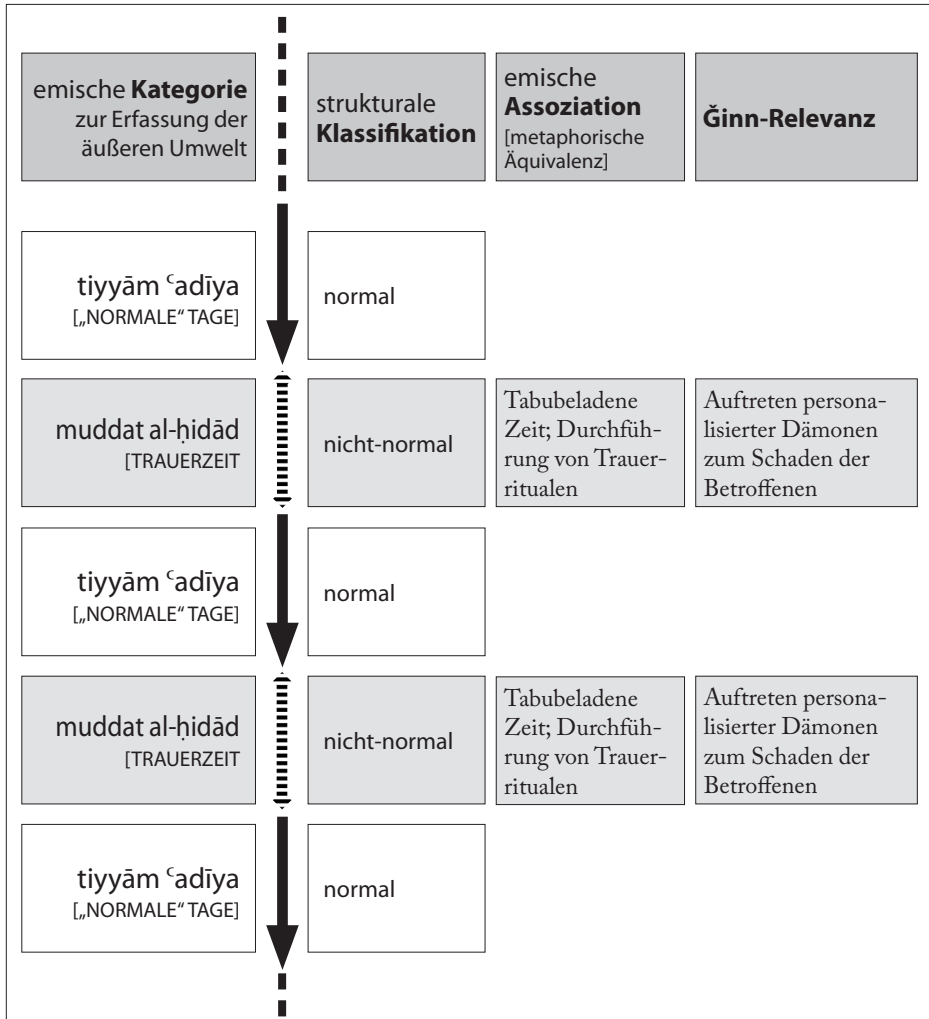 emische Kategorie
zur Erfassung der
äußeren Umwelt
strukturale
Klassifikation
emische
Assoziation
[metaphorische
Äquivalenz]
Ǧinn-Relevanz
tiyyām ᶜadīya
[„NORMALE“ TAGE]
normal
muddat al-ḥidād
[TRAUERZEIT
nicht-normal
Tabubeladene
Zeit; Durchfüh-
rung von Trauer-
ritualen
Auftreten persona-
lisierter Dämonen
zum Schaden der
Betroffenen
tiyyām ᶜadīya
[„NORMALE“ TAGE]
normal
muddat al-ḥidād
[TRAUERZEIT
nicht-normal
Tabubeladene
Zeit; Durchfüh-
rung von Trauer-
ritualen
Auftreten persona-
lisierter Dämonen
zum Schaden der
Betroffenen
tiyyām ᶜadīya
[„NORMALE“ TAGE]
normal